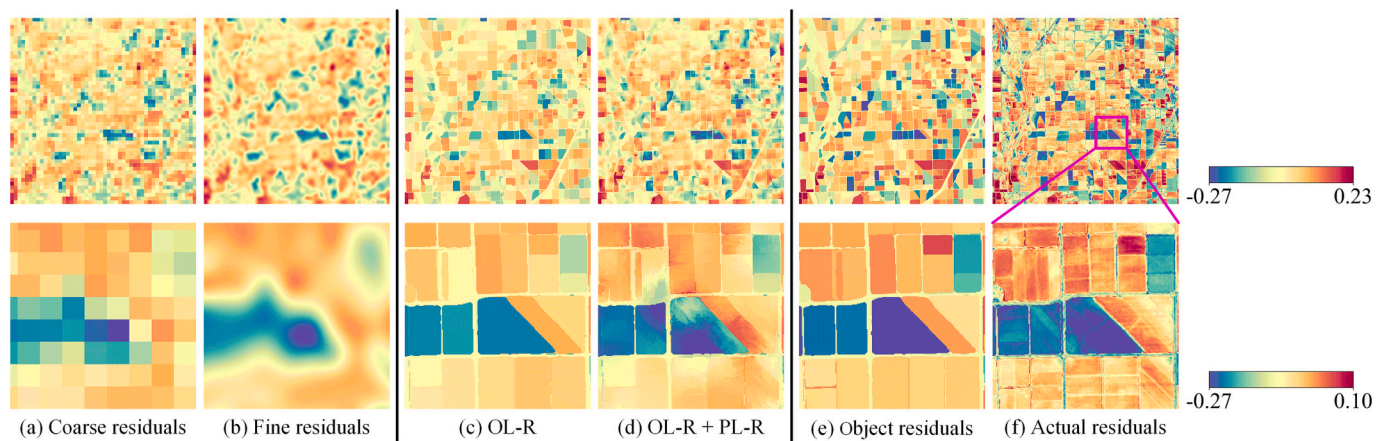 -0.27 0.23
-0.27 0.10
(a) Coarse residuals (b) Fine residuals (c) OL-R (d) OL-R + PL-R (e) Object residuals (f) Actual residuals